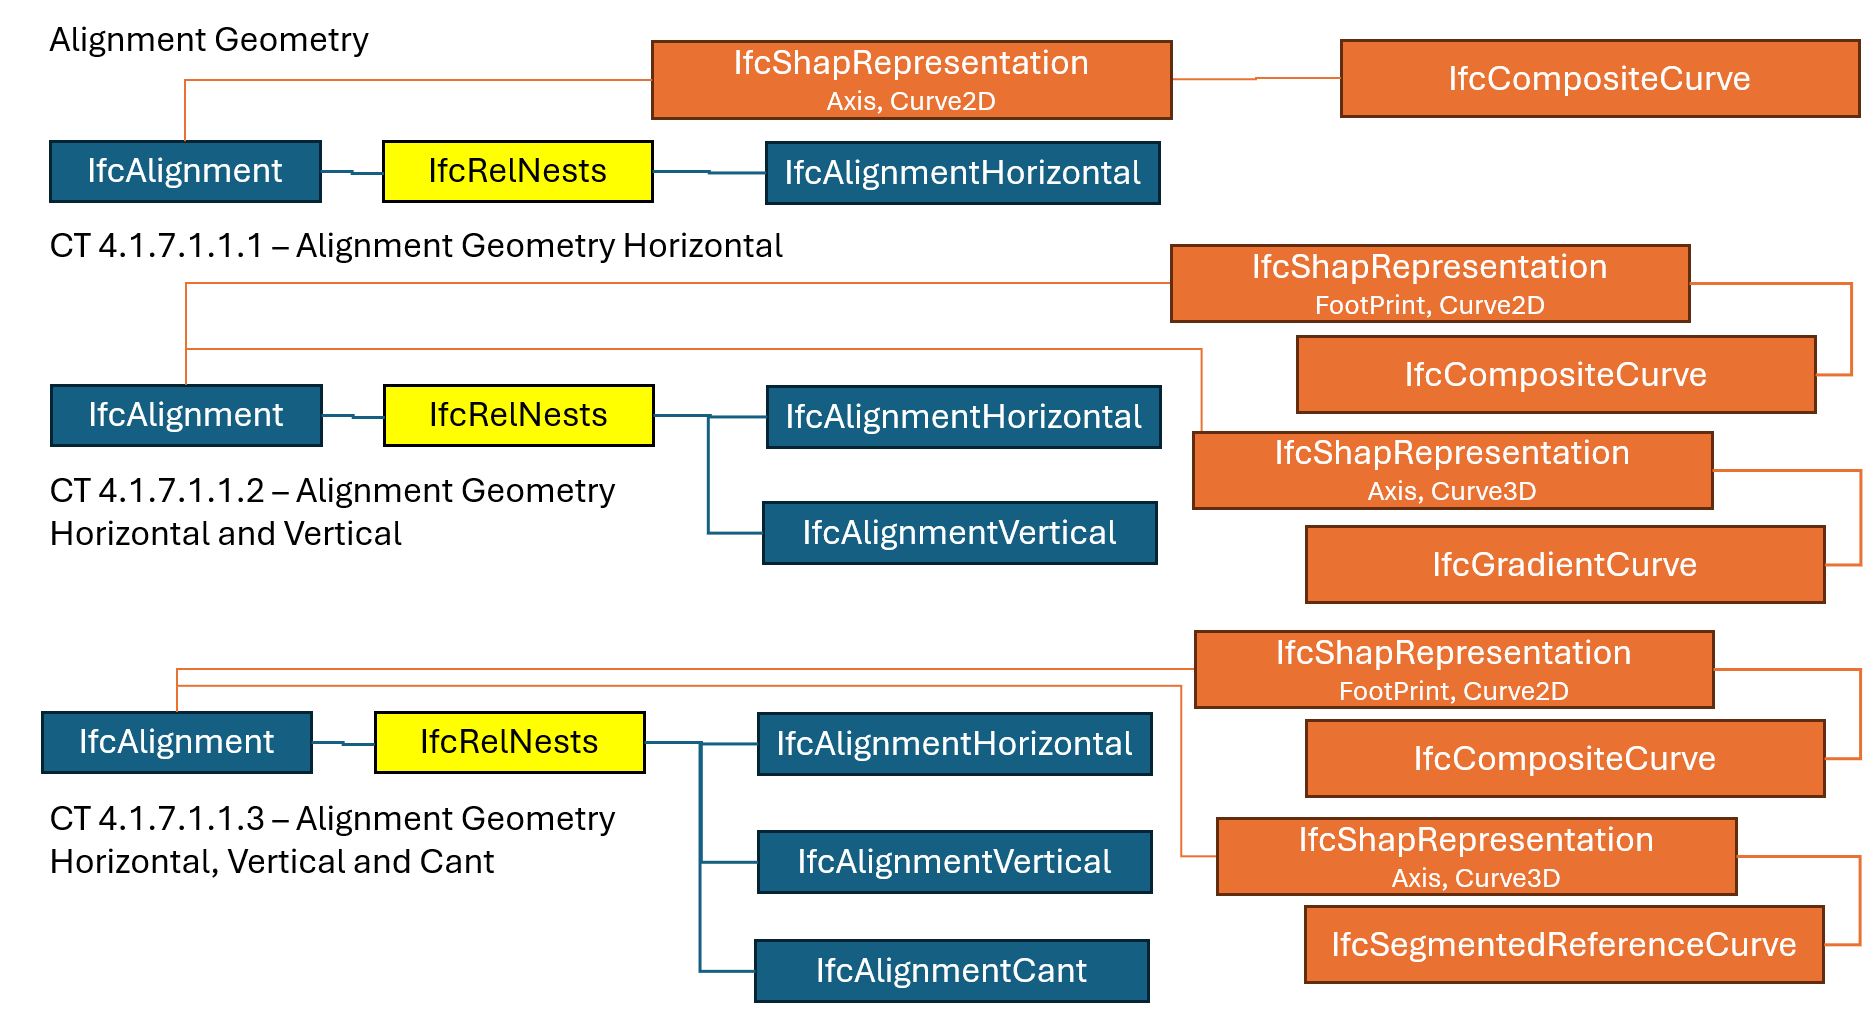 Alignment Geometry
IfcShapRepresentation
Axis, Curve2D
IfcCompositeCurve
IfcAlignment
IfcRelNests
IfcAlignmentHorizontal
CT 4.1.7.1.1.1 – Alignment Geometry Horizontal
IfcShapRepresentation
FootPrint, Curve2D
IfcCompositeCurve
IfcAlignment
IfcRelNests
IfcAlignmentHorizontal
IfcShapRepresentation
Axis, Curve3D
CT 4.1.7.1.1.2 – Alignment Geometry
Horizontal and Vertical
IfcAlignmentVertical
IfcGradientCurve
IfcShapRepresentation
FootPrint, Curve2D
IfcAlignment
IfcRelNests
IfcAlignmentHorizontal
IfcCompositeCurve
CT 4.1.7.1.1.3 – Alignment Geometry
Horizontal, Vertical and Cant
IfcAlignmentVertical
IfcShapRepresentation
Axis, Curve3D
IfcSegmentedReferenceCurve
IfcAlignmentCant